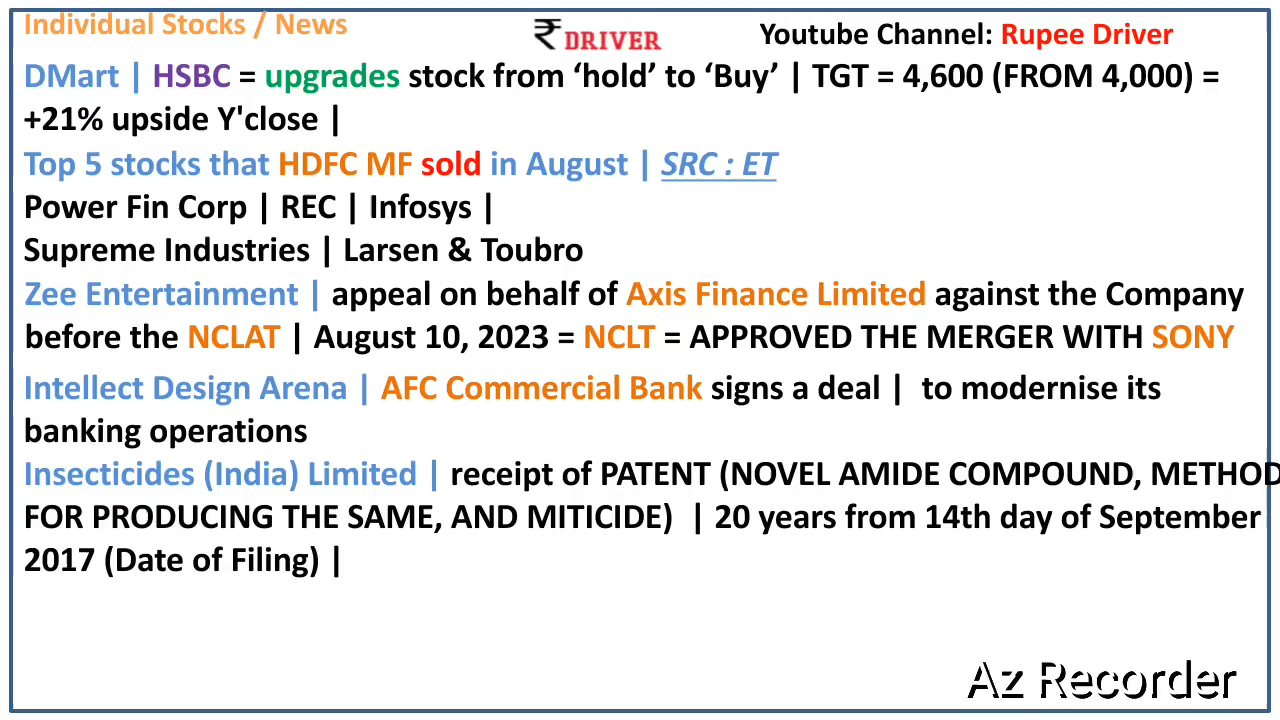 Individual Stocks / News
₹ DRIVER
Youtube Channel: Rupee Driver
DMart | HSBC = upgrades stock from ‘hold’ to ‘Buy’ | TGT = 4,600 (FROM 4,000) =
+21% upside Y'close |
Top 5 stocks that HDFC MF sold in August | SRC : ET
Power Fin Corp | REC | Infosys |
Supreme Industries | Larsen & Toubro
Zee Entertainment | appeal on behalf of Axis Finance Limited against the Company
before the NCLAT | August 10, 2023 = NCLT = APPROVED THE MERGER WITH SONY
Intellect Design Arena | AFC Commercial Bank signs a deal | to modernise its
banking operations
Insecticides (India) Limited | receipt of PATENT (NOVEL AMIDE COMPOUND, METHOD
FOR PRODUCING THE SAME, AND MITICIDE) | 20 years from 14th day of September
2017 (Date of Filing) |
Az Recorder